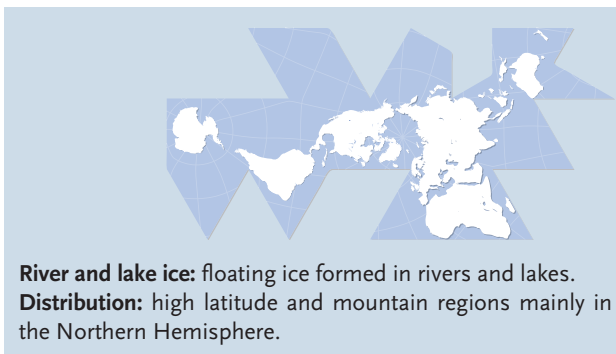 River and lake ice: floating ice formed in rivers and lakes.
Distribution: high latitude and mountain regions mainly in
the Northern Hemisphere.